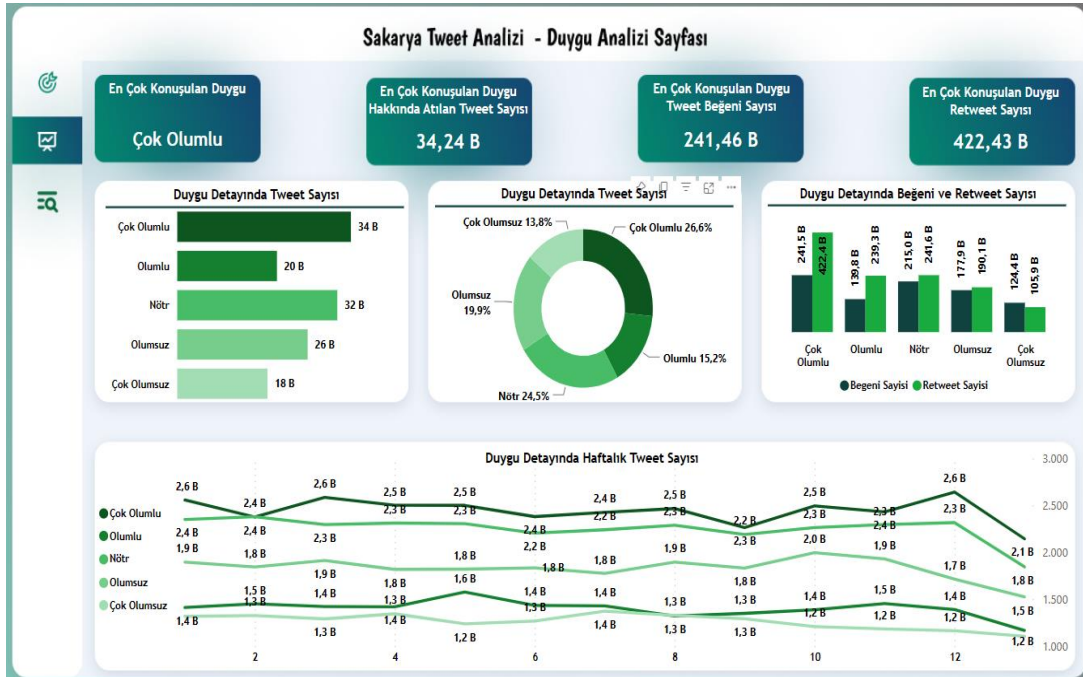 Sakarya Tweet Analizi - Duygu Analizi Sayfası
En Çok Konuşulan Duygu
Çok Olumlu
En Çok Konuşulan Duygu
Hakkında Atılan Tweet Sayısı
34,24 B
En Çok Konuşulan Duygu
Tweet Beğeni Sayısı
241,46 B
En Çok Konuşulan Duygu
Retweet Sayısı
422,43 B
Duygu Detayında Tweet Sayısı
Çok Olumlu
34 B
Olumlu
20 B
Nötr
32 B
Olumsuz
26 B
Çok Olumsuz
18 B
Duygu Detayında Tweet Sayısı
Çok Olumsuz 13,8%
Çok Olumlu 26,6%
Olumsuz
19,9%
Olumlu 15,2%
Nötr 24,5%
Duygu Detayında Beğeni ve Retweet Sayısı
241,5 B
422,4 B
139,8 B
239,3 B
215,0 B
241,6 B
177,9 B
190,1 B
124,4 B
105,9 B
Çok
Olumlu
Olumlu
Nötr
Olumsuz
Çok
Olumsuz
Begeni Sayisi
Retweet Sayisi
Duygu Detayında Haftalık Tweet Sayısı
Çok Olumlu
Olumlu
Nötr
Olumsuz
Çok Olumsuz
2,6 B 2,4 B 2,6 B 2,5 B 2,5 B 2,4 B 2,4 B 2,5 B 2,2 B 2,5 B 2,3 B 2,6 B 2,1 B
2,4 B 2,4 B 2,3 B 2,3 B 2,3 B 2,2 B 2,2 B 2,3 B 2,3 B 2,3 B 2,4 B 2,3 B 1,8 B
1,9 B 1,8 B 1,9 B 1,8 B 1,8 B 1,8 B 1,8 B 1,9 B 1,8 B 2,0 B 1,9 B 1,7 B 1,5 B
1,5 B 1,4 B 1,3 B 1,6 B 1,4 B 1,4 B 1,3 B 1,3 B 1,4 B 1,5 B 1,4 B 1,2 B
1,4 B 1,3 B 1,3 B 1,4 B 1,2 B 1,3 B 1,4 B 1,3 B 1,3 B 1,2 B 1,2 B 1,2 B
3.000
2.500
2.000
1.500
1.000
2 4 6 8 10 12